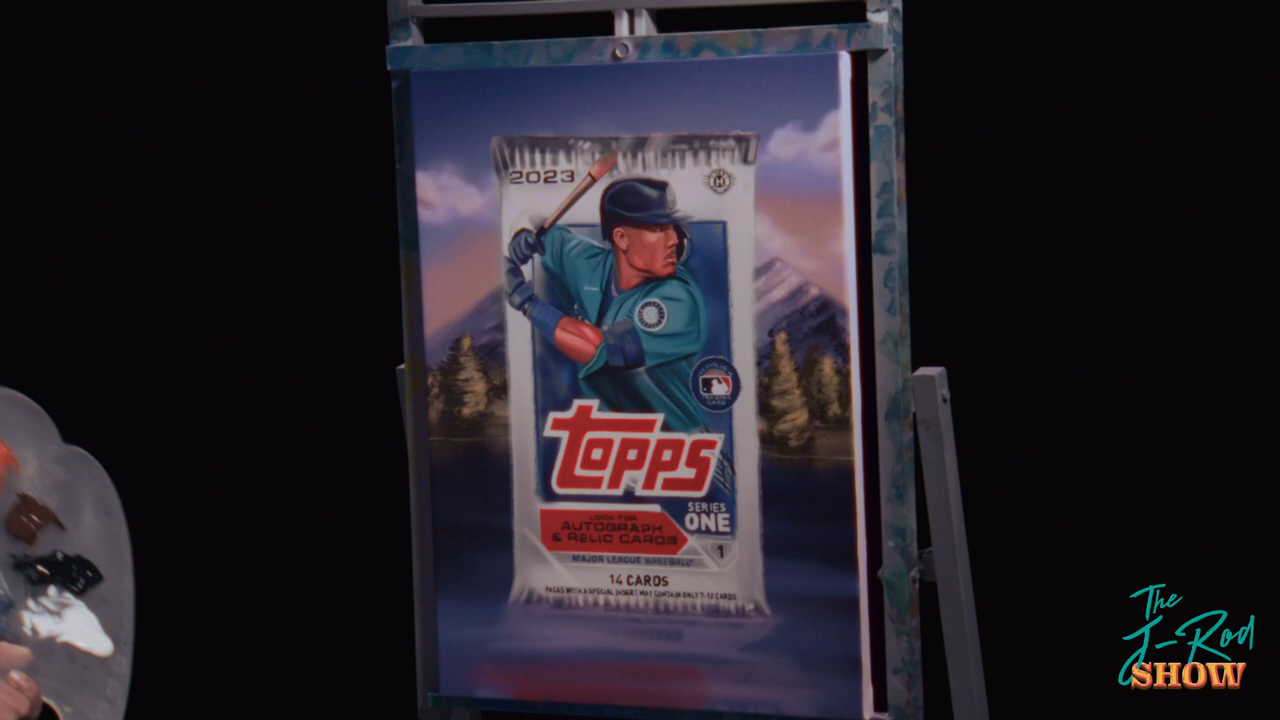 2023
TOPPS
SERIES
ONE
LOOK FOR
AUTOGRAPH
& RELIC CARDS
1
MAJOR LEAGUE BASEBALL
14 CARDS
PACKS WITH A SPECIAL INSERT MAY CONTAIN ONLY 7-12 CARDS
The
J-Rod
SHOW